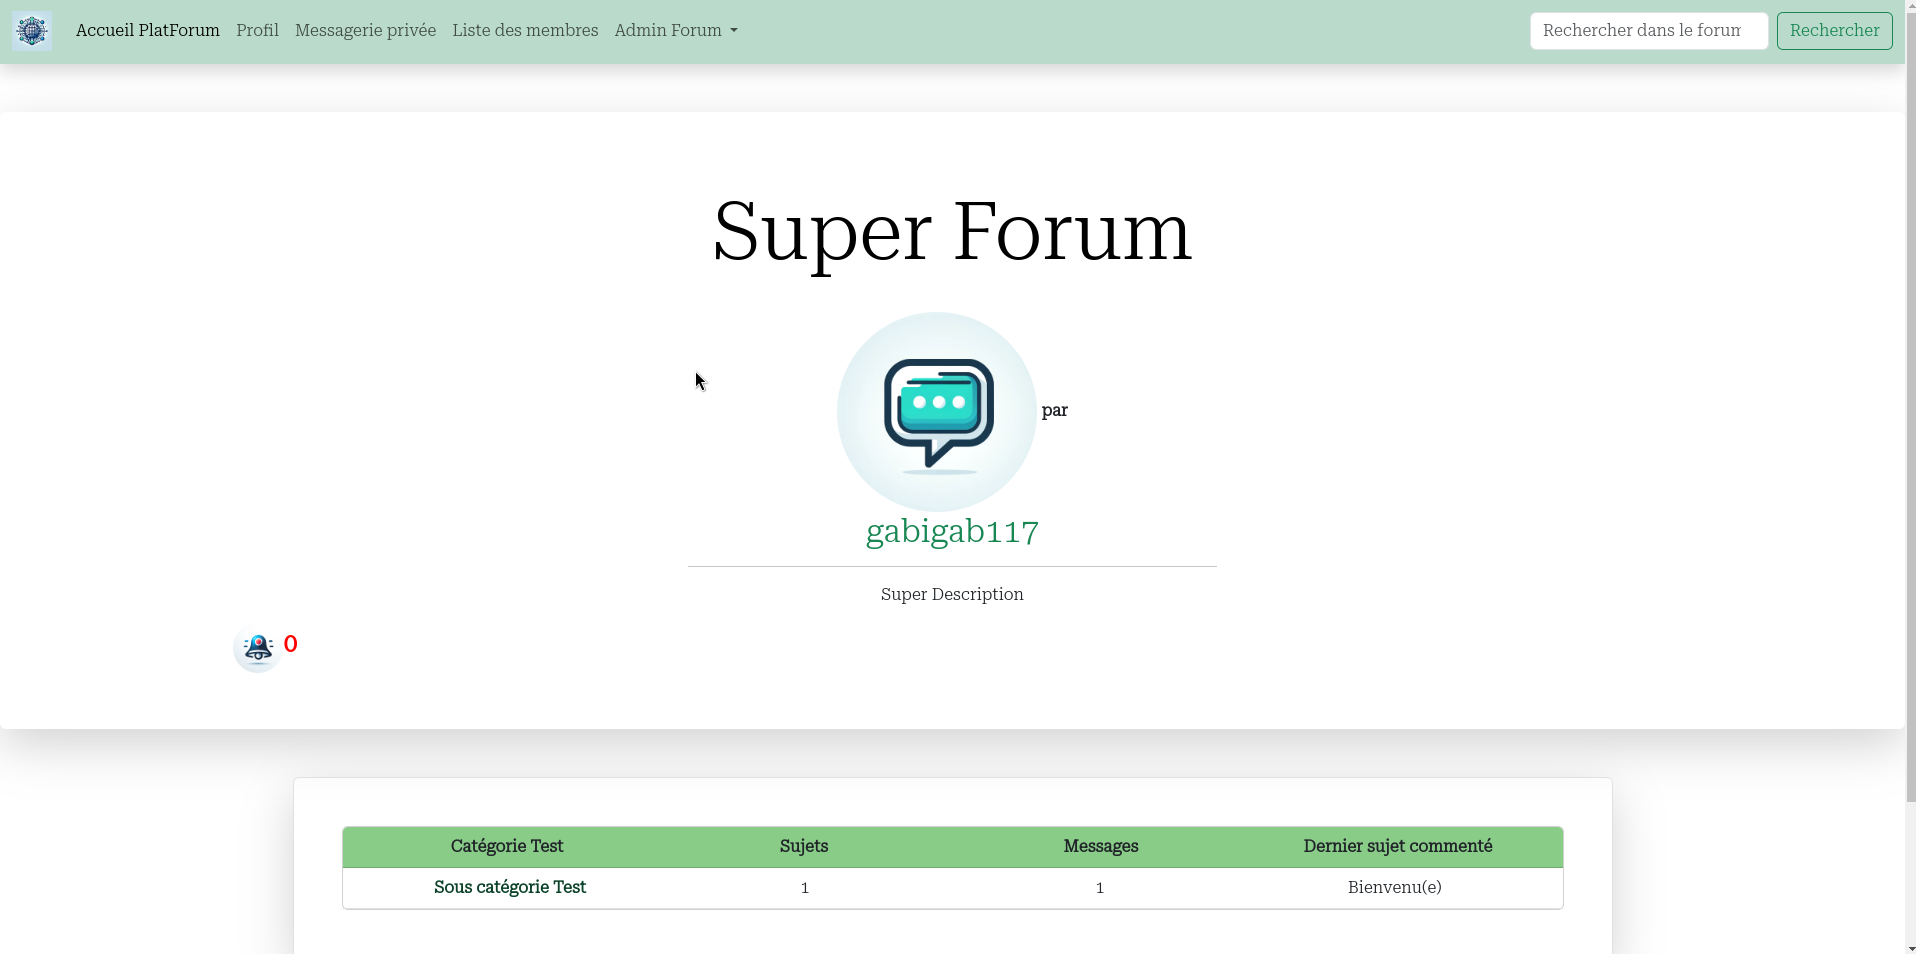 Accueil PlatForum Profil Messagerie privée Liste des membres Admin Forum Rechercher dans le forum Rechercher
Super Forum
par
gabigab117
Super Description
0
Catégorie Test Sujets Messages Dernier sujet commenté
Sous catégorie Test 1 1 Bienvenu(e)